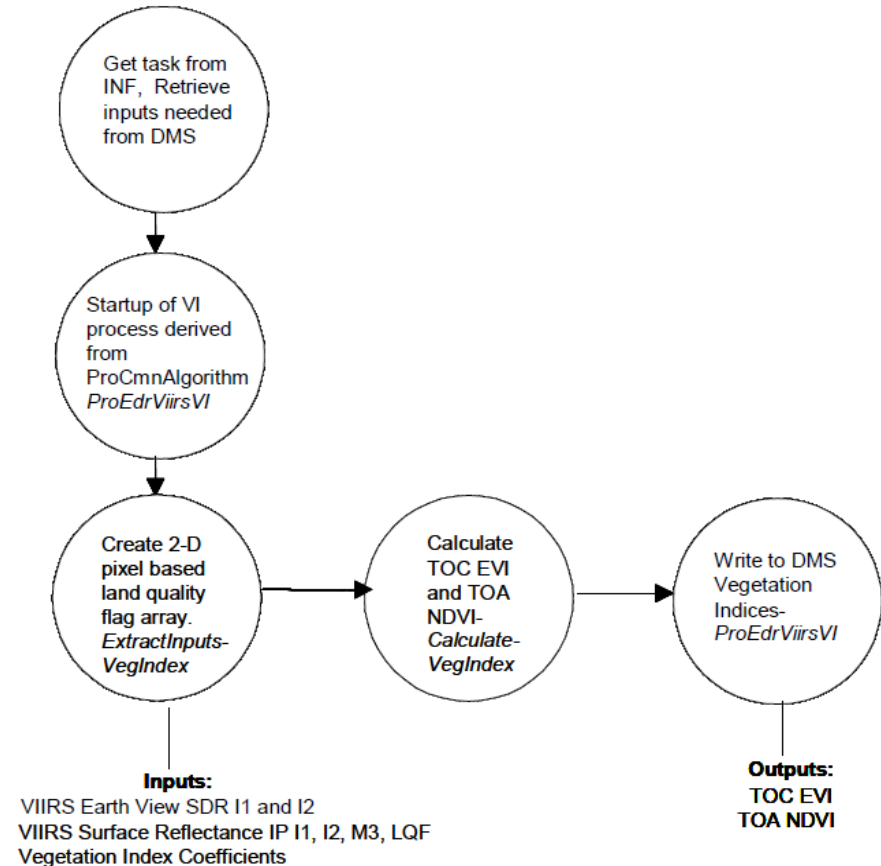 Get task from
INF, Retrieve
inputs needed
from DMS
Startup of VI
process derived
from
ProCmnAlgorithm
ProEdrViirsVI
Create 2-D
pixel based
land quality
flag array.
ExtractInputs-
VegIndex
Calculate
TOC EVI
and TOA
NDVI-
Calculate-
VegIndex
Write to DMS
Vegetation
Indices-
ProEdrViirsVI
Inputs:
VIIRS Earth View SDR I1 and I2
VIIRS Surface Reflectance IP I1, I2, M3, LQF
Vegetation Index Coefficients
Outputs:
TOC EVI
TOA NDVI